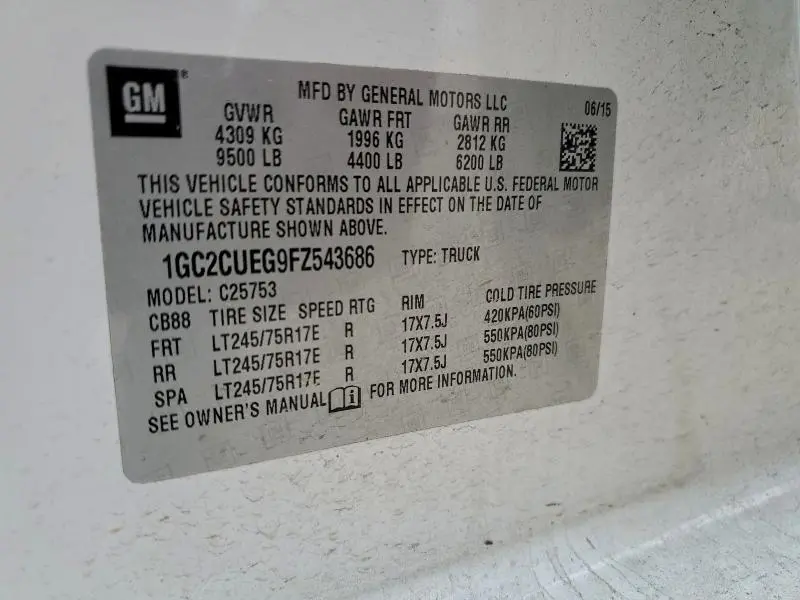 GM®
MFD BY GENERAL MOTORS LLC 06/15
GVWR GAWR FRT GAWR RR
4309 KG 1996 KG 2812 KG
9500 LB 4400 LB 6200 LB
THIS VEHICLE CONFORMS TO ALL APPLICABLE U.S. FEDERAL MOTOR
VEHICLE SAFETY STANDARDS IN EFFECT ON THE DATE OF
MANUFACTURE SHOWN ABOVE.
1GC2CUEG9FZ543686 TYPE: TRUCK
MODEL: C25753
CB88 TIRE SIZE SPEED RTG RIM COLD TIRE PRESSURE
FRT LT245/75R17E R 17X7.5J 420KPA(60PSI)
RR LT245/75R17E R 17X7.5J 550KPA(80PSI)
SPA LT245/75R17E R 17X7.5J 550KPA(80PSI)
SEE OWNER'S MANUAL i FOR MORE INFORMATION.